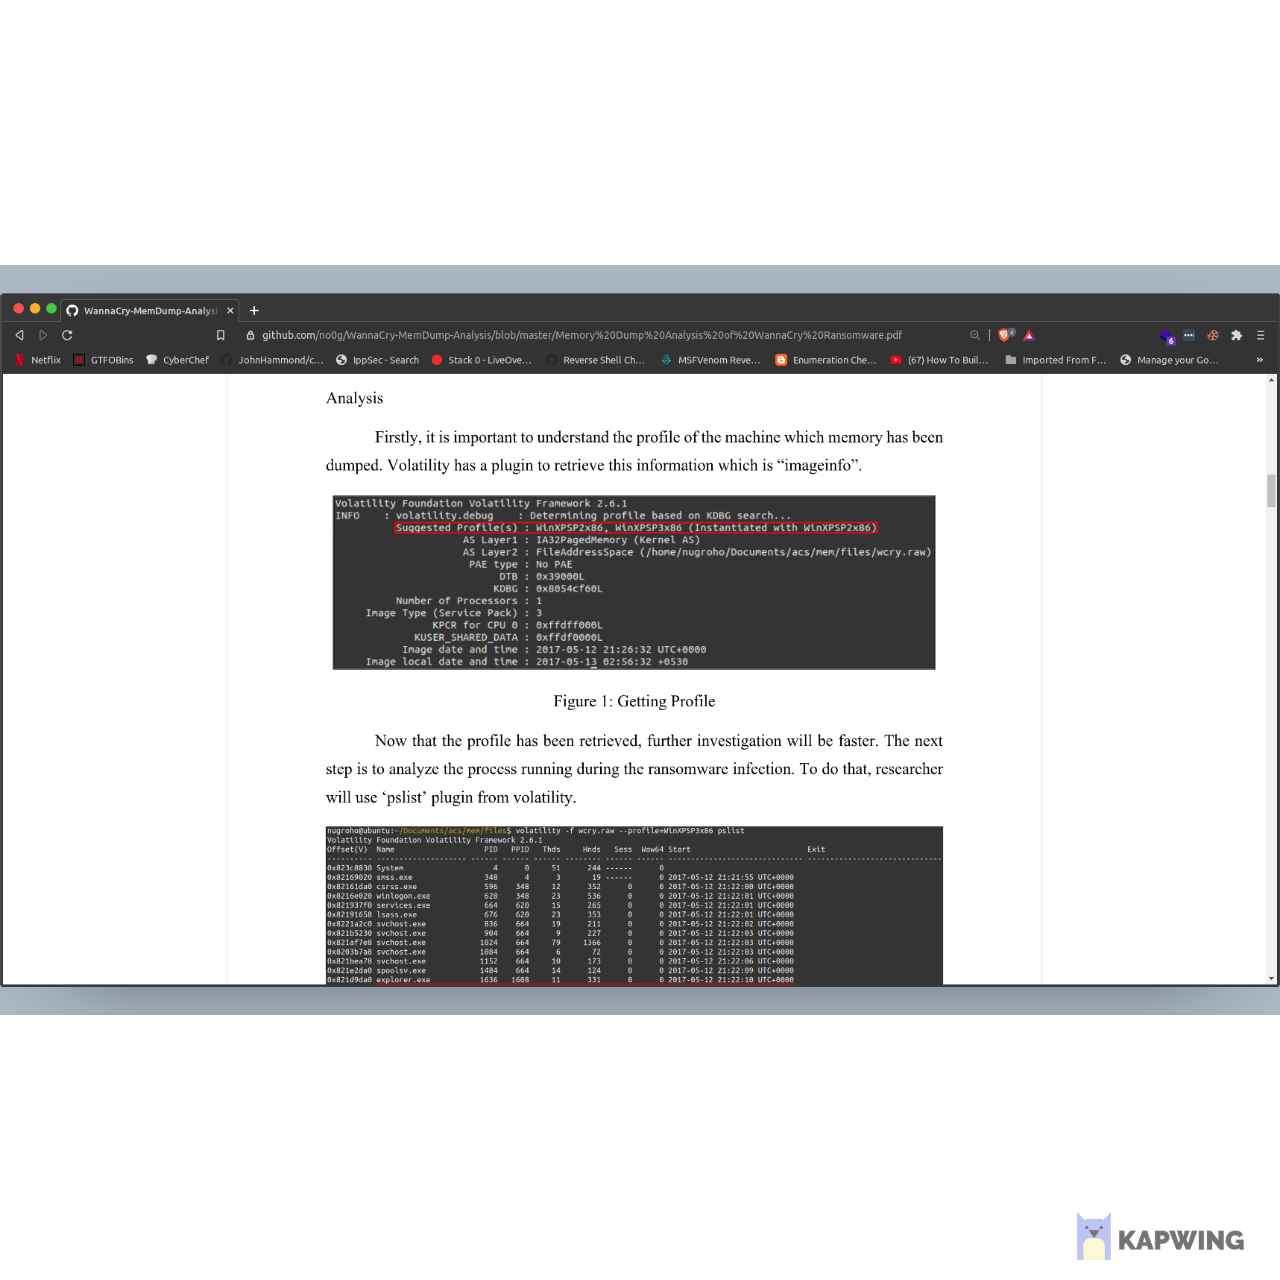 WannaCry-MemDump-Analysi
github.com/no0g/WannaCry-MemDump-Analysis/blob/master/Memory%20Dump%20Analysis%20of%20WannaCry%20Ransomware.pdf
4
6
Netflix GTFOBins CyberChef JohnHammond/c... IppSec - Search Stack 0 - LiveOve... Reverse Shell Ch... MSFVenom Reve... Enumeration Che... (67) How To Buil... Imported From F... Manage your Go... »
Analysis
Firstly, it is important to understand the profile of the machine which memory has been
dumped. Volatility has a plugin to retrieve this information which is “imageinfo”.
Volatility Foundation Volatility Framework 2.6.1
INFO : volatility.debug : Determining profile based on KDBG search...
Suggested Profile(s) : WinXPSP2x86, WinXPSP3x86 (Instantiated with WinXPSP2x86)
AS Layer1 : IA32PagedMemory (Kernel AS)
AS Layer2 : FileAddressSpace (/home/nugroho/Documents/acs/mem/files/wcry.raw)
PAE type : No PAE
DTB : 0x39000L
KDBG : 0x8054cf60L
Number of Processors : 1
Image Type (Service Pack) : 3
KPCR for CPU 0 : 0xffdff000L
KUSER_SHARED_DATA : 0xffdf0000L
Image date and time : 2017-05-12 21:26:32 UTC+0000
Image local date and time : 2017-05-13 02:56:32 +0530
Figure 1: Getting Profile
Now that the profile has been retrieved, further investigation will be faster. The next
step is to analyze the process running during the ransomware infection. To do that, researcher
will use ‘pslist’ plugin from volatility.
nugroho@ubuntu:~/Documents/acs/mem/files$ volatility -f wcry.raw --profile=WinXPSP3x86 pslist
Volatility Foundation Volatility Framework 2.6.1
Offset(V) Name PID PPID Thds Hnds Sess Wow64 Start Exit
---------- -------------------- ------ ------ ------ -------- ------ ------ ------------------------------ ------------------------------
0x823c8830 System 4 0 51 244 ------ 0
0x82169020 smss.exe 348 4 3 19 ------ 0 2017-05-12 21:21:55 UTC+0000
0x82161da0 csrss.exe 596 348 12 352 0 0 2017-05-12 21:22:00 UTC+0000
0x8216e020 winlogon.exe 620 348 23 536 0 0 2017-05-12 21:22:01 UTC+0000
0x821937f0 services.exe 664 620 15 265 0 0 2017-05-12 21:22:01 UTC+0000
0x82191658 lsass.exe 676 620 23 353 0 0 2017-05-12 21:22:01 UTC+0000
0x8221a2c0 svchost.exe 836 664 19 211 0 0 2017-05-12 21:22:02 UTC+0000
0x821b5230 svchost.exe 904 664 9 227 0 0 2017-05-12 21:22:03 UTC+0000
0x821af7e8 svchost.exe 1024 664 79 1366 0 0 2017-05-12 21:22:03 UTC+0000
0x8203b7a8 svchost.exe 1084 664 6 72 0 0 2017-05-12 21:22:03 UTC+0000
0x821bea78 svchost.exe 1152 664 10 173 0 0 2017-05-12 21:22:06 UTC+0000
0x821e2da0 spoolsv.exe 1484 664 14 124 0 0 2017-05-12 21:22:09 UTC+0000
0x821d9da0 explorer.exe 1636 1608 11 331 0 0 2017-05-12 21:22:10 UTC+0000
KAPWING